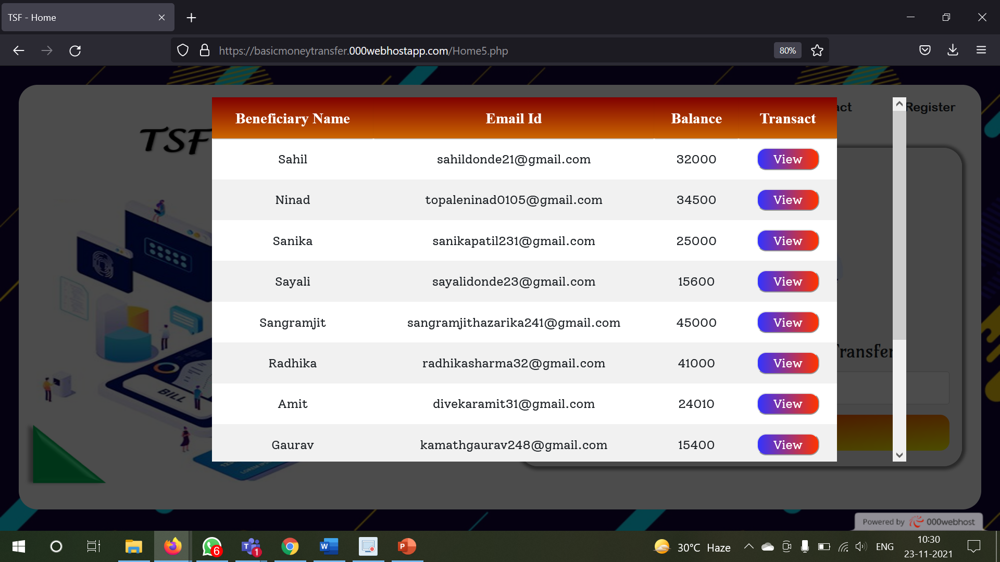 TSF - Home
https://basicmoneytransfer.000webhostapp.com/Home5.php
80%
Register
TSF
Beneficiary Name Email Id Balance Transact
Sahil sahildonde21@gmail.com 32000 View
Ninad topaleninad0105@gmail.com 34500 View
Sanika sanikapatil231@gmail.com 25000 View
Sayali sayalidonde23@gmail.com 15600 View
Sangramjit sangramjithazarika241@gmail.com 45000 View
Radhika radhikasharma32@gmail.com 41000 View
Amit divekaramit31@gmail.com 24010 View
Gaurav kamathgaurav248@gmail.com 15400 View
BILL
Powered by 000webhost
6
1
30°C Haze
ENG
10:30
23-11-2021